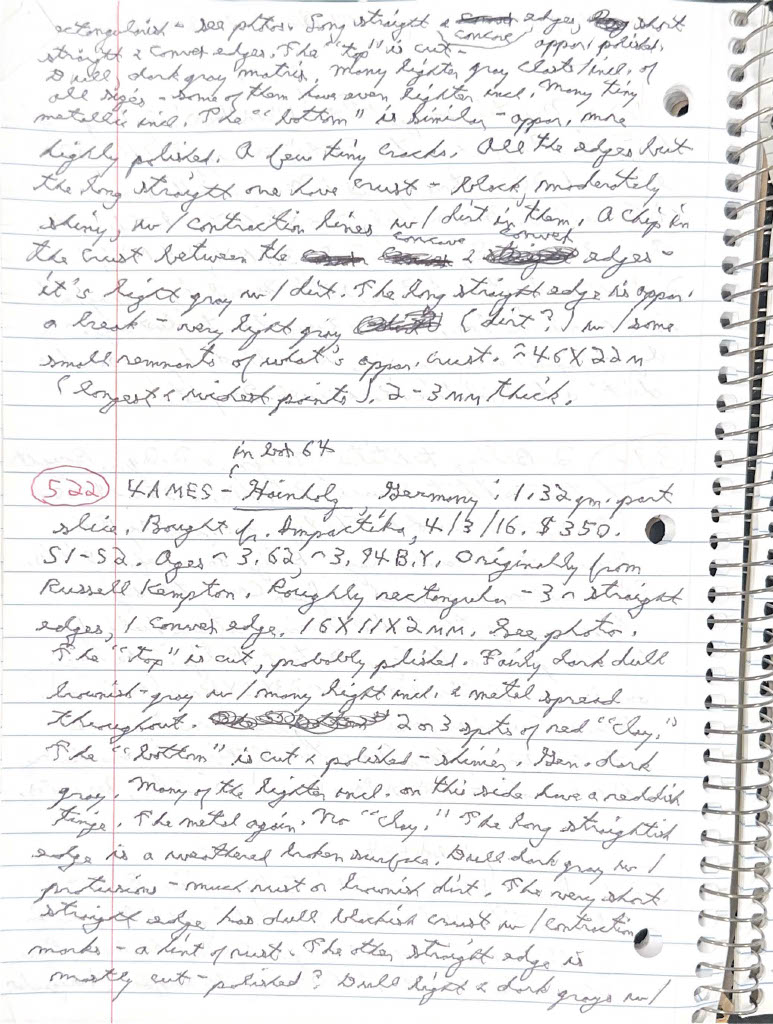 rectangularish - see photos. Long straight & concave edges, short
straight & convex edges. The "top" is cut -
appar. polished.
Dull dark gray matrix, many lighter gray clasts/incl. of
all sizes - some of them have even lighter incl. Many tiny
metallic incl. The "bottom" is similar - appar. more
highly polished. A few tiny cracks. All the edges but
the long straight one have crust - black, moderately
shiny, w/ contraction lines w/ dirt in them. A chip in
the crust between the concave & convex edges -
it's light gray w/ dirt. The long straight edge is appar.
a break - very light gray (dirt?) w/ some
small remnants of what's appar. crust. ~46X22m
(longest & widest points). 2-3mm thick.
in box 64
522 4AMES - Hainholz, Germany: 1.32 gm. part
slice. Bought f. Impactika, 4/3/16. $350.
S1-S2. Ages ~3.62, ~3.94 B.Y. Originally from
Russell Kempton. Roughly rectangular - 3 ~ straight
edges, 1 convex edge. 16X11X2mm. See photo.
The "top" is cut, probably polished. Fairly dark dull
brownish-gray w/ many light incl. & metal spread
throughout. 2 or 3 spots of red "clay."
The "bottom" is cut & polished - shinier. Gen. dark
gray. Many of the lighter incl. on this side have a reddish
tinge. The metal again. No "clay." The long straightish
edge is a weathered broken surface. Dull dark gray w/
protusions - much rust or brownish dirt. The very short
straight edge has dull blackish crust w/ contraction
marks - a hint of rust. The other straight edge is
mostly cut - polished? Dull light & dark grays w/